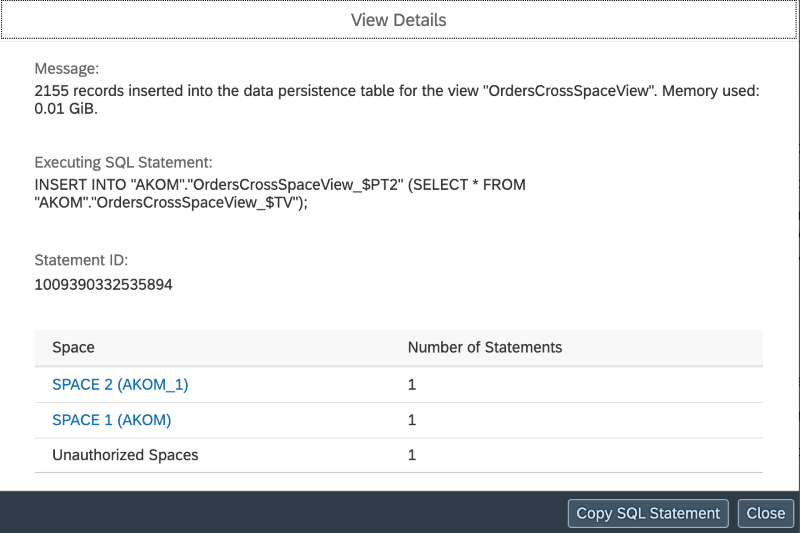 View Details
Message:
2155 records inserted into the data persistence table for the view "OrdersCrossSpaceView". Memory used:
0.01 GiB.
Executing SQL Statement:
INSERT INTO "AKOM"."OrdersCrossSpaceView_$PT2" (SELECT * FROM
"AKOM"."OrdersCrossSpaceView_$TV");
Statement ID:
1009390332535894
Space Number of Statements
SPACE 2 (AKOM_1) 1
SPACE 1 (AKOM) 1
Unauthorized Spaces 1
Copy SQL Statement Close